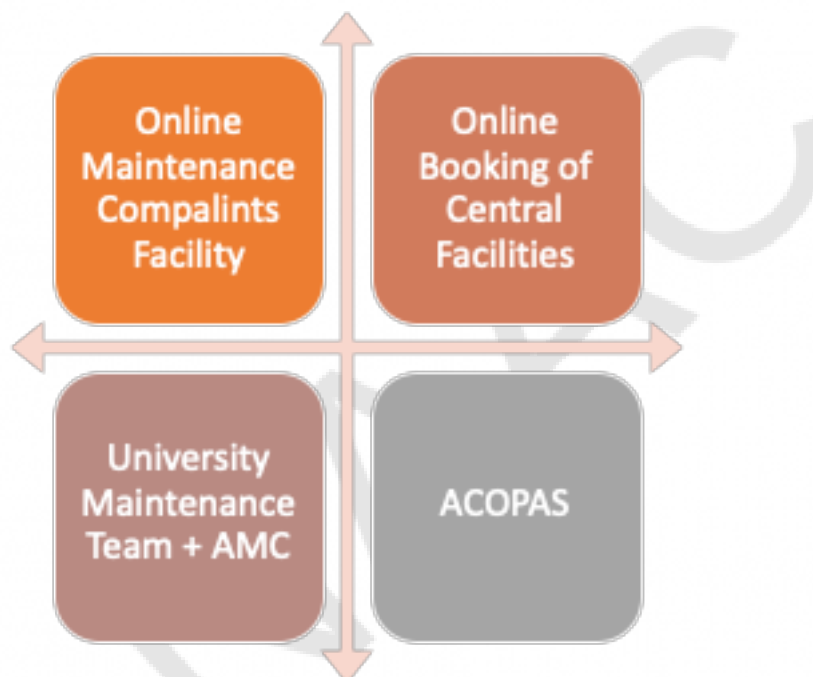 Online
Maintenance
Compalints
Facility
Online
Booking of
Central
Facilities
University
Maintenance
Team + AMC
ACOPAS